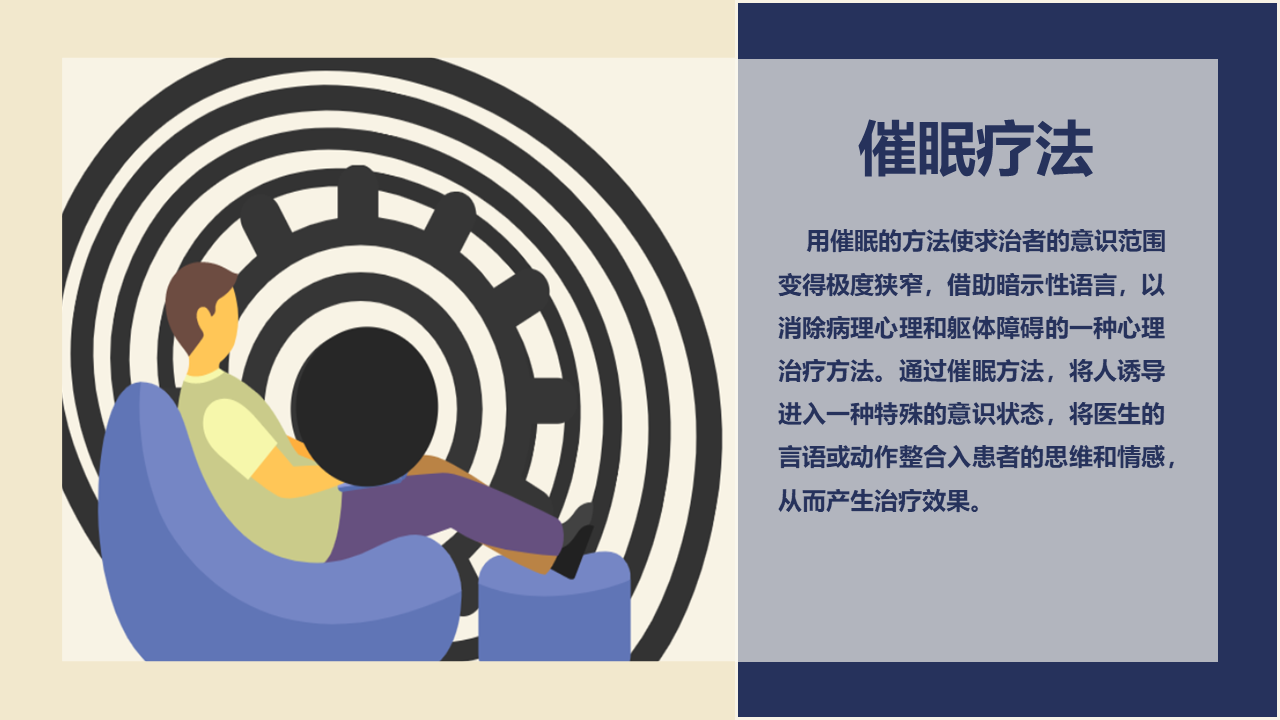 催眠疗法
用催眠的方法使求治者的意识范围
变得极度狭窄，借助暗示性语言，以
消除病理心理和躯体障碍的一种心理
治疗方法。通过催眠方法，将人诱导
进入一种特殊的意识状态，将医生的
言语或动作整合入患者的思维和情感，
从而产生治疗效果。